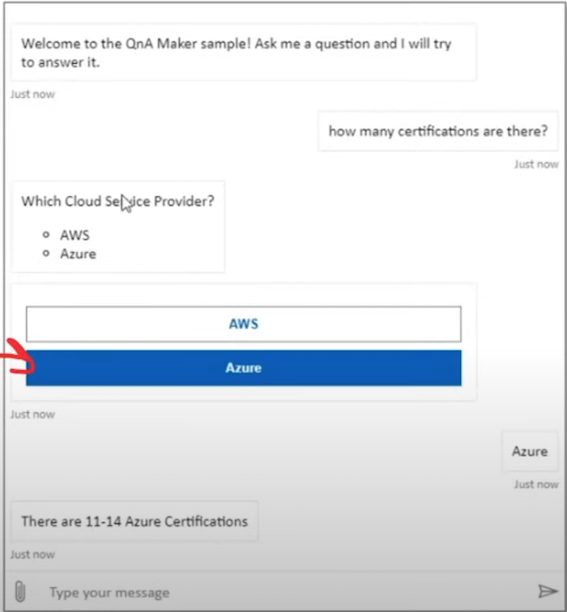 Welcome to the QnA Maker sample! Ask me a question and I will try
to answer it.
Just now
how many certifications are there?
Just now
Which Cloud Service Provider?
AWS
Azure
AWS
Azure
Just now
Azure
Just now
There are 11-14 Azure Certifications
Just now
Type your message